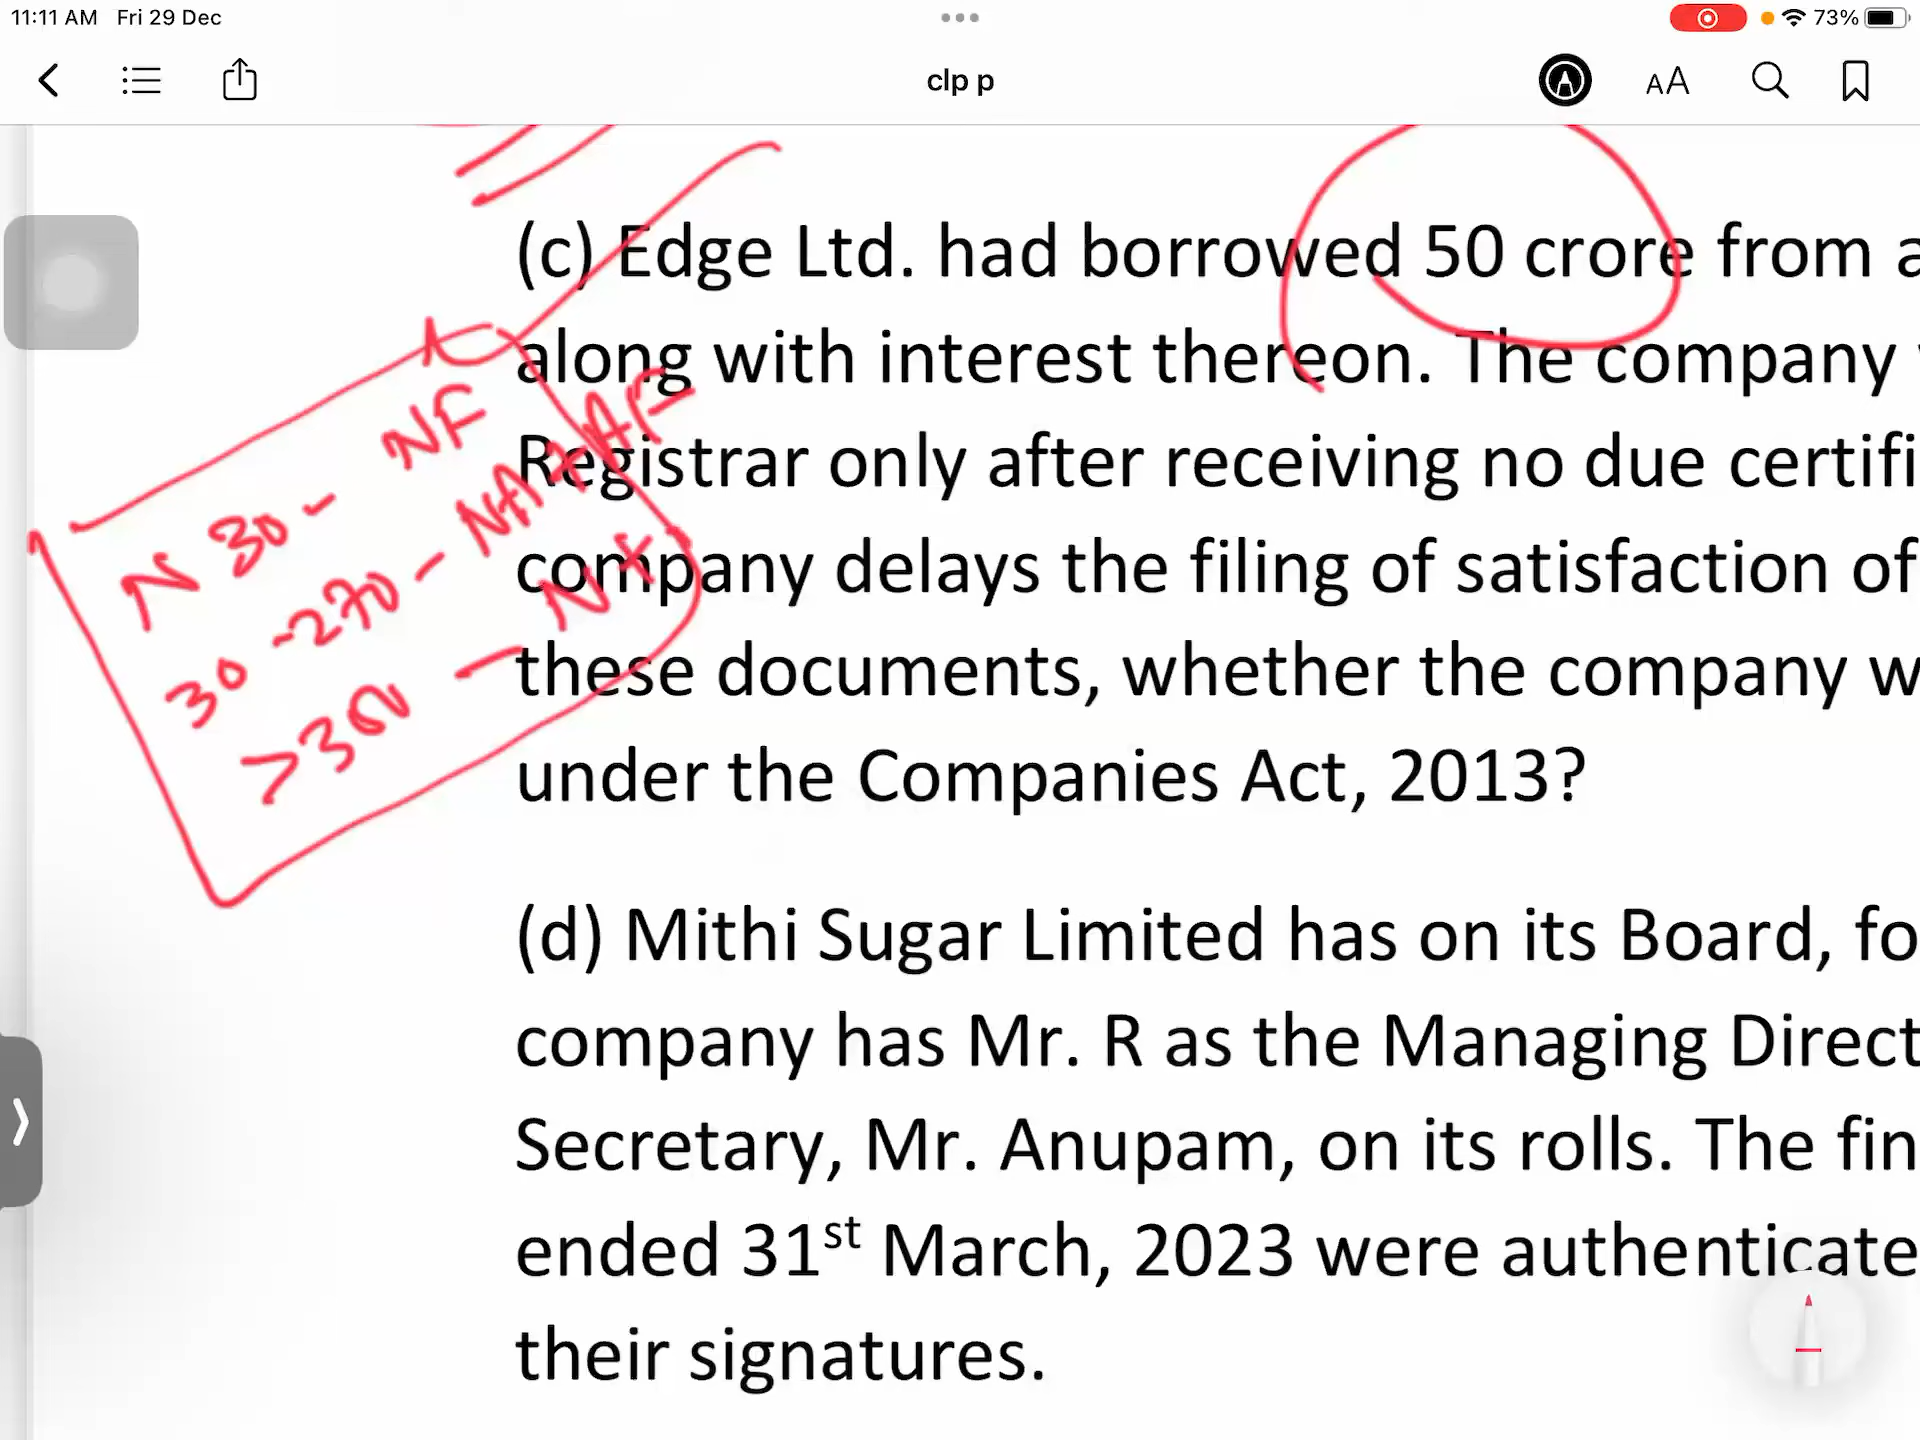 11:11 AM Fri 29 Dec
73%
clp p
(c) Edge Ltd. had borrowed 50 crore from a
along with interest thereon. The company
Registrar only after receiving no due certifi
company delays the filing of satisfaction of
these documents, whether the company w
under the Companies Act, 2013?
N 30 - NF
30 - 270 -
>300 -
(d) Mithi Sugar Limited has on its Board, fo
company has Mr. R as the Managing Direct
Secretary, Mr. Anupam, on its rolls. The fin
ended 31st March, 2023 were authenticate
their signatures.